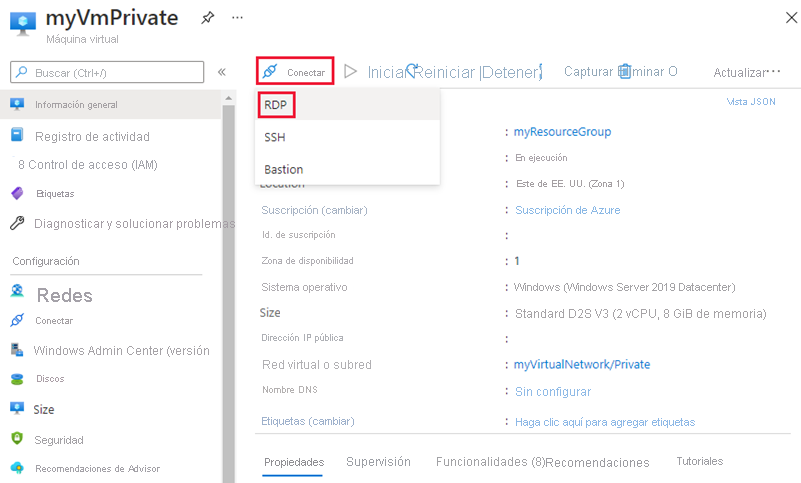 myVmPrivate
Máquina virtual
Buscar (Ctrl+/)
Información general
Registro de actividad
8 Control de acceso (IAM)
Etiquetas
Diagnosticar y solucionar problemas
Configuración
Redes
Conectar
Windows Admin Center (versión
Discos
Size
Seguridad
Recomendaciones de Advisor
Conectar
Iniciar Reiniciar |Detener
Capturar
minar O
Actualizar
Vista JSON
RDP
SSH
Bastion
: myResourceGroup
: En ejecución
Location : Este de EE. UU. (Zona 1)
Suscripción (cambiar) : Suscripción de Azure
Id. de suscripción :
Zona de disponibilidad : 1
Sistema operativo : Windows (Windows Server 2019 Datacenter)
Size : Standard D2S V3 (2 vCPU, 8 GiB de memoria)
Dirección IP pública :
Red virtual o subred : myVirtualNetwork/Private
Nombre DNS : Sin configurar
Etiquetas (cambiar) : Haga clic aquí para agregar etiquetas
Propiedades Supervisión Funcionalidades (8) Recomendaciones Tutoriales